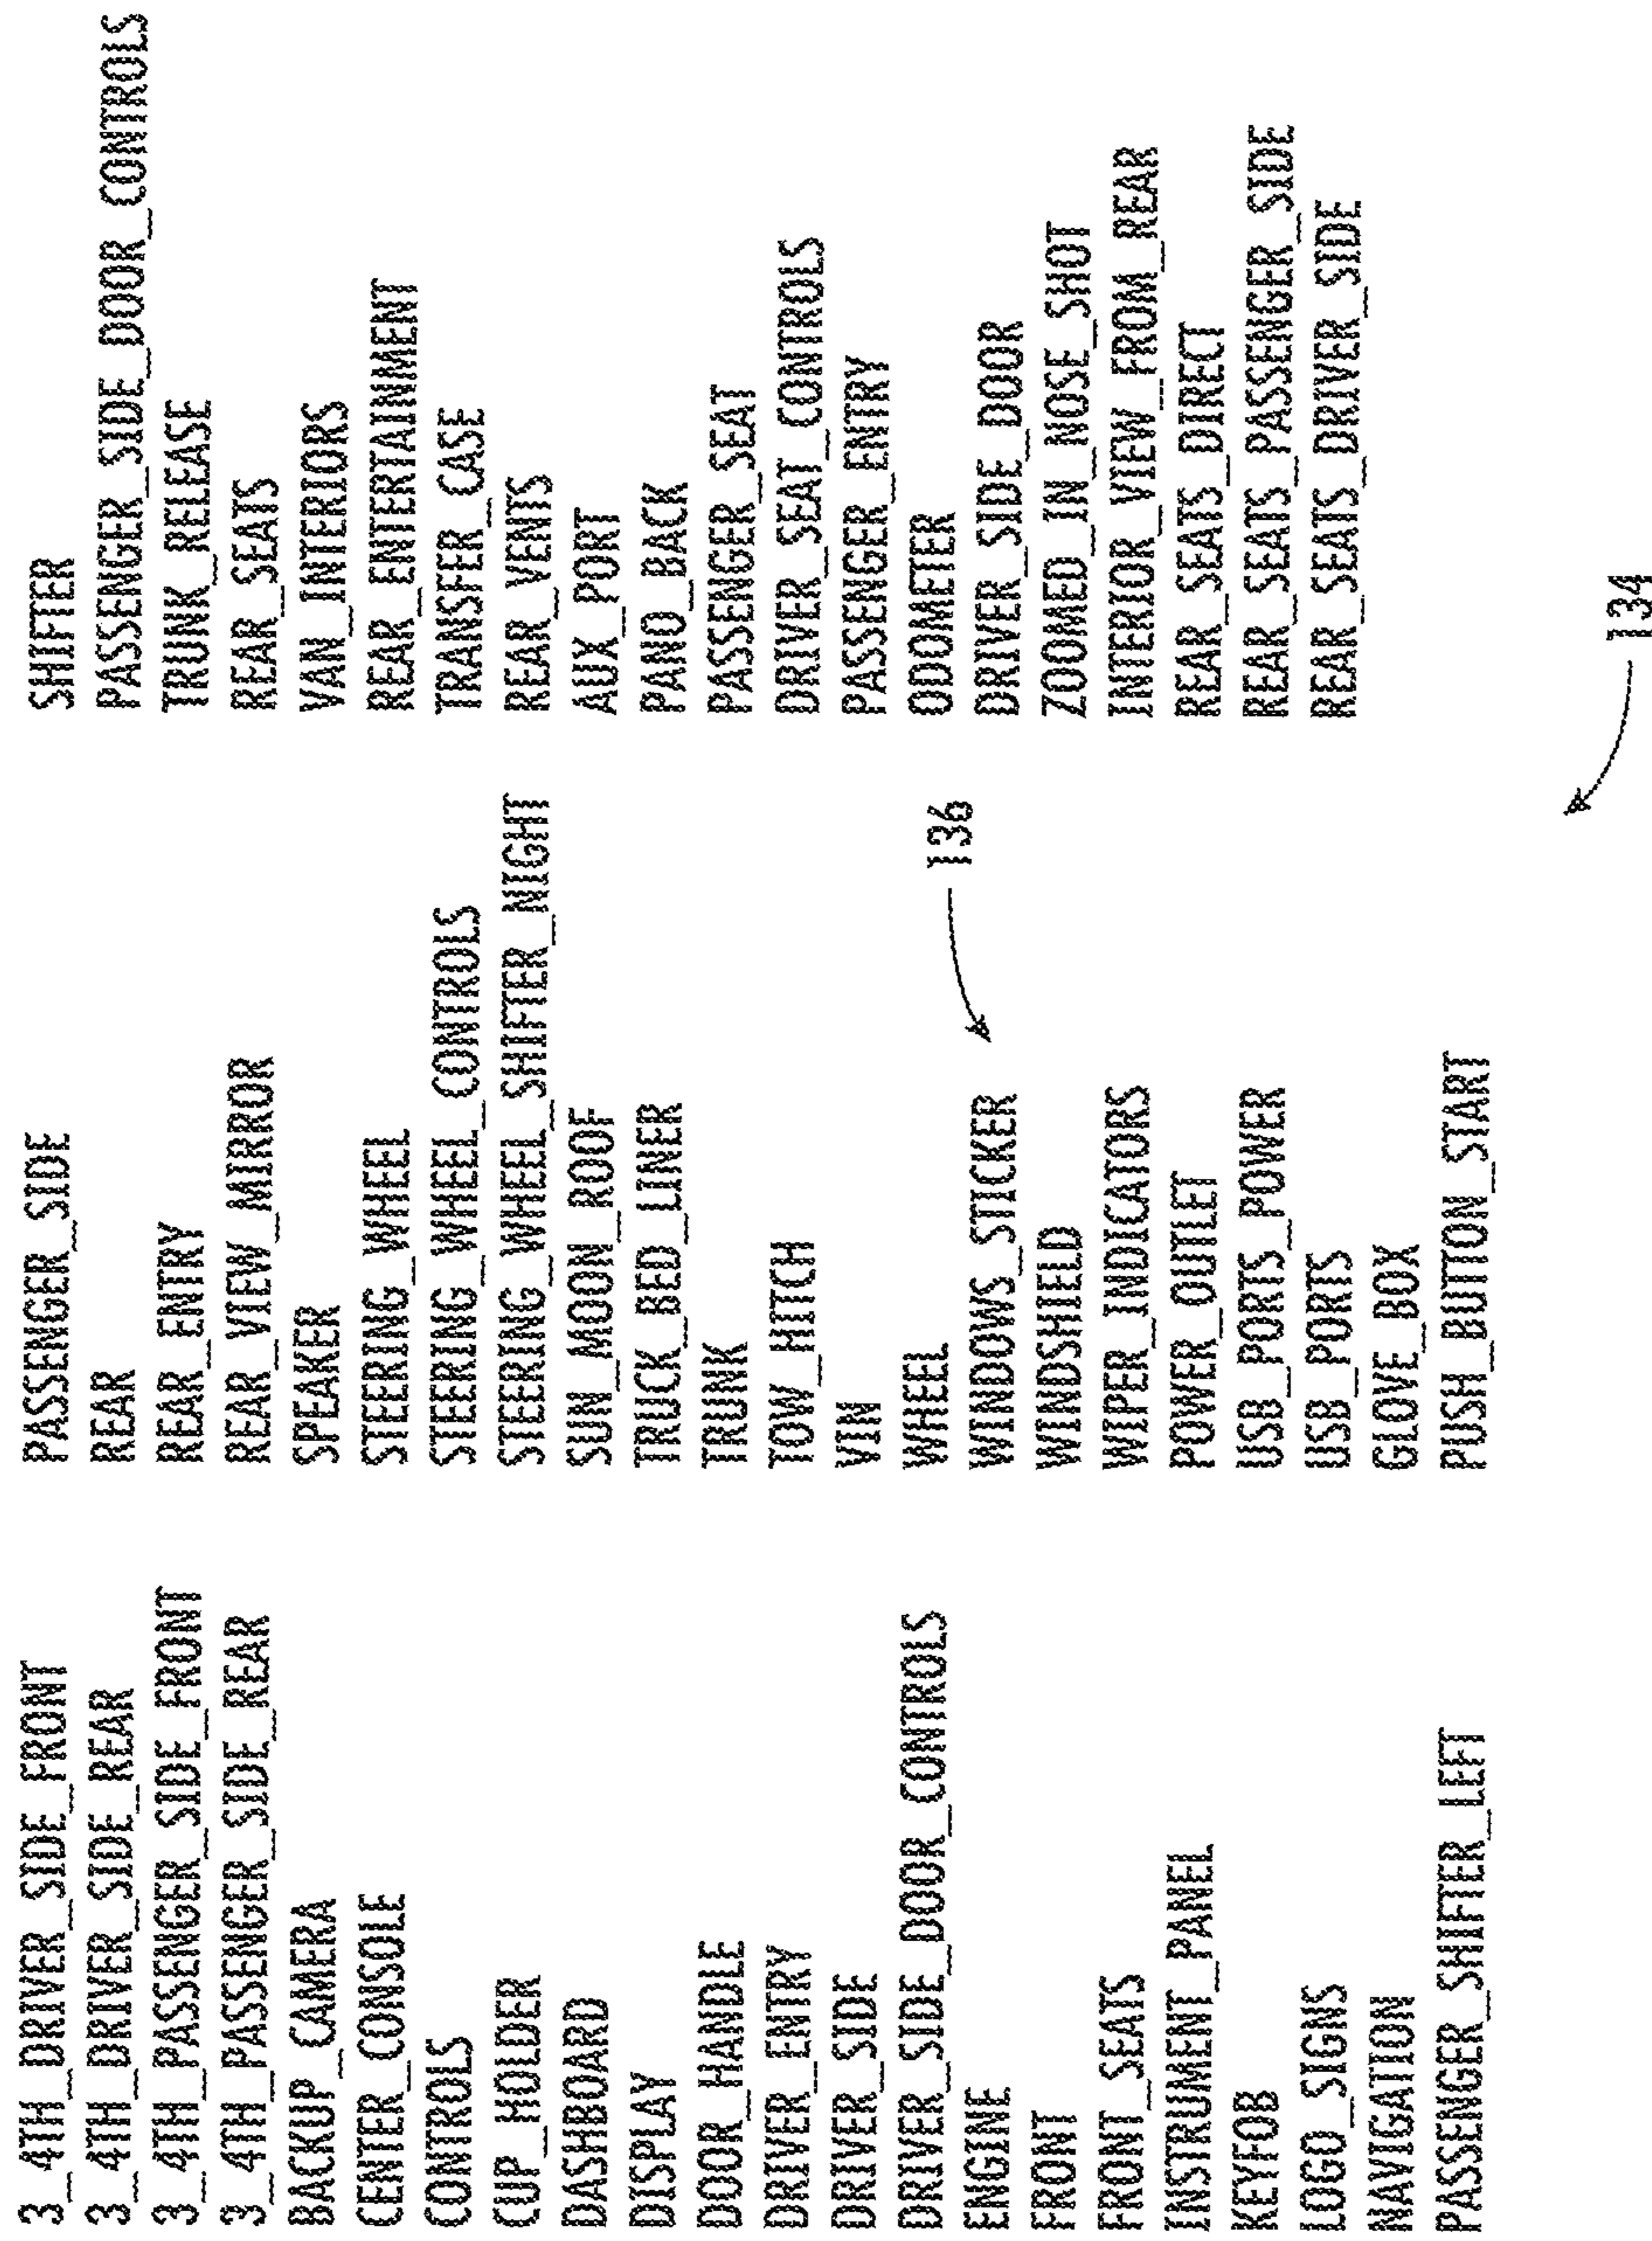 3_4TH_DRIVER_SIDE_FRONT
3_4TH_DRIVER_SIDE_REAR
3_4TH_PASSENGER_SIDE_FRONT
3_4TH_PASSENGER_SIDE_REAR
BACKUP_CAMERA
CENTER_CONSOLE
CONTROLS
CUP_HOLDER
DASHBOARD
DISPLAY
DOOR_HANDLE
DRIVER_ENTRY
DRIVER_SIDE
DRIVER_SIDE_DOOR_CONTROLS
ENGINE
FRONT
FRONT_SEATS
INSTRUMENT_PANEL
KEYFOB
LOGO_SIGNS
NAVIGATION
PASSENGER_SHIFTER_LEFT
PASSENGER_SIDE
REAR
REAR_ENTRY
REAR_VIEW_MIRROR
SPEAKER
STEERING_WHEEL
STEERING_WHEEL_CONTROLS
STEERING_WHEEL_SHIFTER_NIGHT
SUN_MOON_ROOF
TRUCK_BED_LINER
TRUNK
TOW_HITCH
VIN
WHEEL
WINDOWS_STICKER
WINDSHIELD
WIPER_INDICATORS
POWER_OUTLET
USB_PORTS_POWER
USB_PORTS
GLOVE_BOX
PUSH_BUTTON_START
136
SHIFTER
PASSENGER_SIDE_DOOR_CONTROLS
TRUNK_RELEASE
REAR_SEATS
VAN_INTERIORS
REAR_ENTERTAINMENT
TRANSFER_CASE
REAR_VENTS
AUX_PORT
PANO_BACK
PASSENGER_SEAT
DRIVER_SEAT_CONTROLS
PASSENGER_ENTRY
ODOMETER
DRIVER_SIDE_DOOR
ZOOMED_IN_NOSE_SHOT
INTERIOR_VIEW_FROM_REAR
REAR_SEATS_DIRECT
REAR_SEATS_PASSENGER_SIDE
REAR_SEATS_DRIVER_SIDE
134